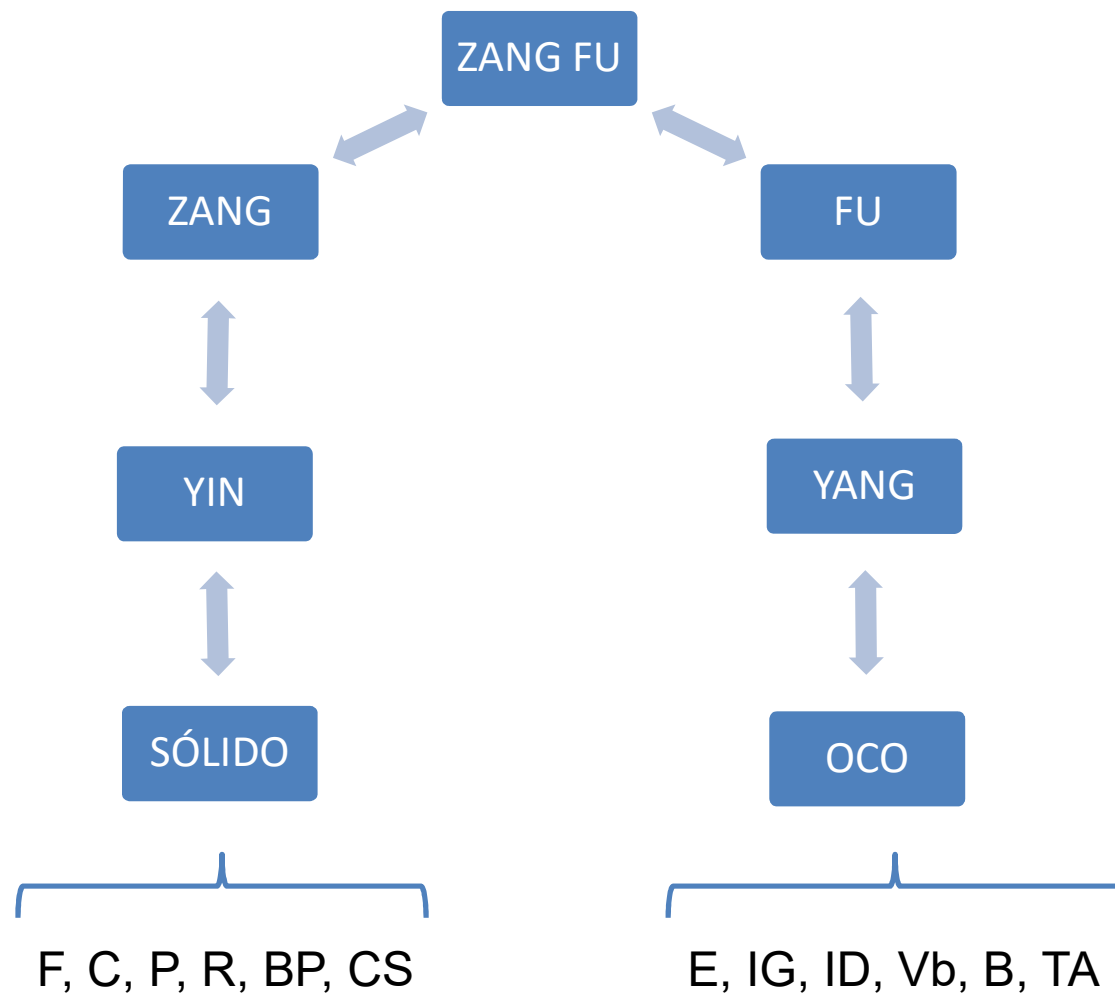 ZANG FU
ZANG
FU
YIN
YANG
SÓLIDO
OCO
F, C, P, R, BP, CS
E, IG, ID, Vb, B, TA